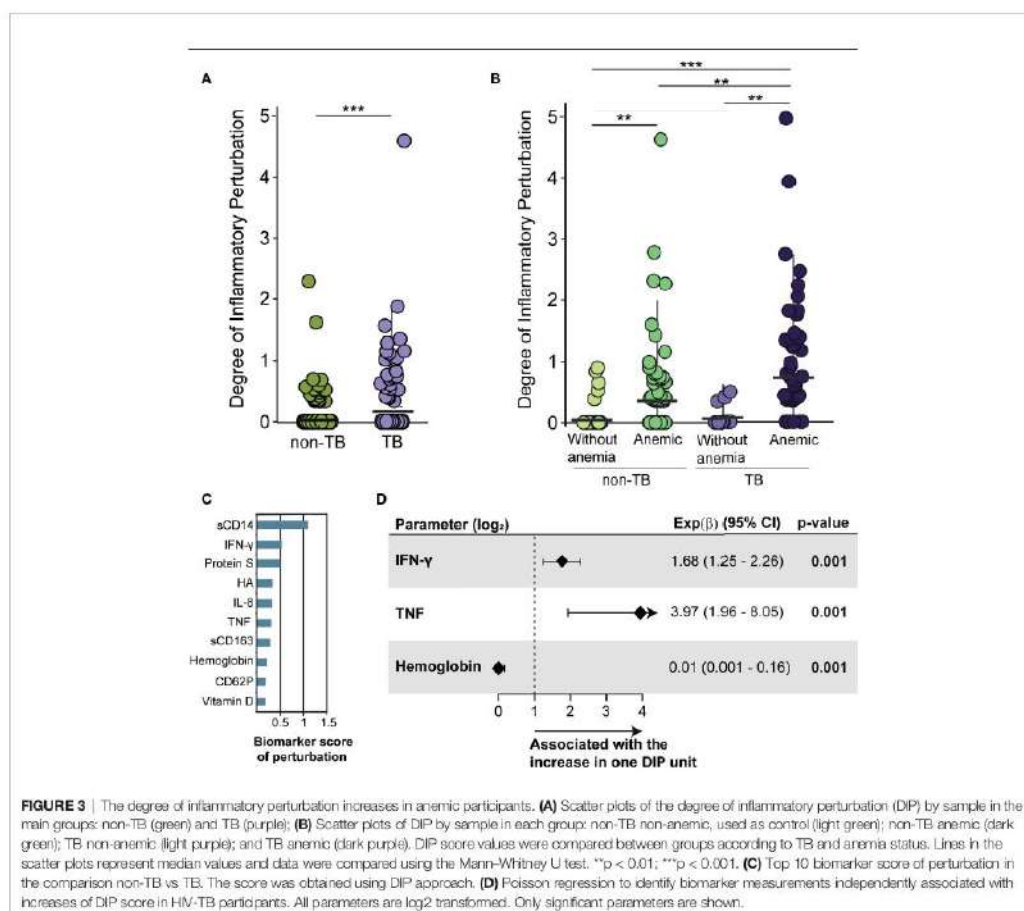 A
***
Degree of Inflammatory Perturbation
5
4
3
2
1
0
non-TB
TB
B
***
**
**
**
Degree of Inflammatory Perturbation
5
4
3
2
1
0
Without anemia
Anemic
Without anemia
Anemic
non-TB
TB
C
sCD14
IFN-γ
Protein S
HA
IL-6
TNF
sCD163
Hemoglobin
CD62P
Vitamin D
0.5 1 1.5
Biomarker score
of perturbation
D
Parameter (log₂) Exp(β) (95% CI) p-value
IFN-γ 1.68 (1.25 - 2.26) 0.001
TNF 3.97 (1.96 - 8.05) 0.001
Hemoglobin 0.01 (0.001 - 0.16) 0.001
0 1 2 3 4
Associated with the
increase in one DIP unit
FIGURE 3 | The degree of inflammatory perturbation increases in anemic participants. (A) Scatter plots of the degree of inflammatory perturbation (DIP) by sample in the
main groups: non-TB (green) and TB (purple); (B) Scatter plots of DIP by sample in each group: non-TB non-anemic, used as control (light green); non-TB anemic (dark
green); TB non-anemic (light purple); and TB anemic (dark purple). DIP score values were compared between groups according to TB and anemia status. Lines in the
scatter plots represent median values and data were compared using the Mann–Whitney U test. **p < 0.01; ***p < 0.001. (C) Top 10 biomarker score of perturbation in
the comparison non-TB vs TB. The score was obtained using DIP approach. (D) Poisson regression to identify biomarker measurements independently associated with
increases of DIP score in HIV-TB participants. All parameters are log2 transformed. Only significant parameters are shown.